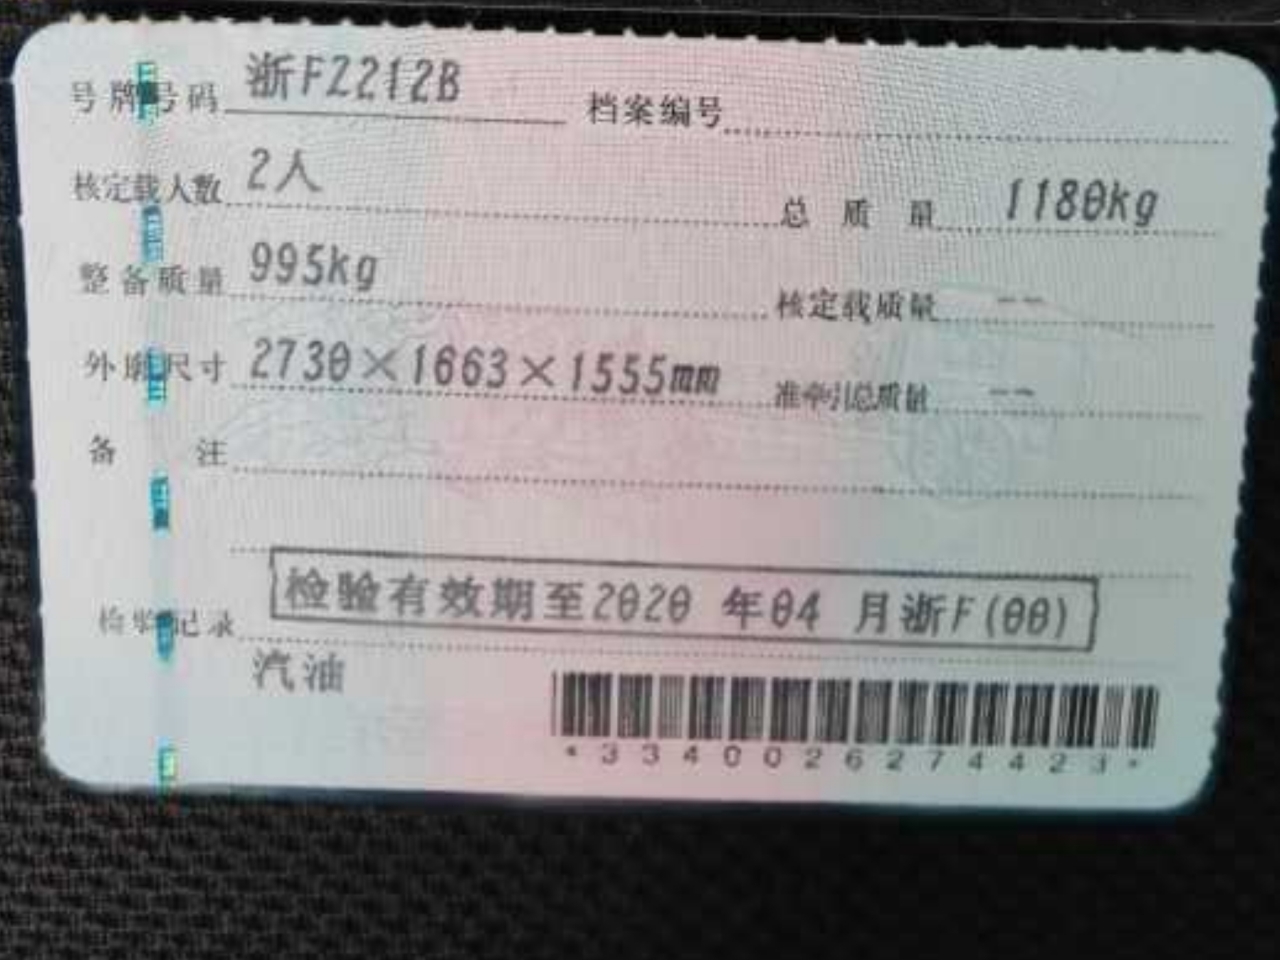 号牌号码 浙F2212B 档案编号
核定载人数 2人 总质量 1180kg
整备质量 995kg 核定载质量 --
外廓尺寸 2730×1663×1555mm 准牵引总质量 --
备注
检验记录 检验有效期至2020年04月浙F(00)
汽油
*3340026274423*